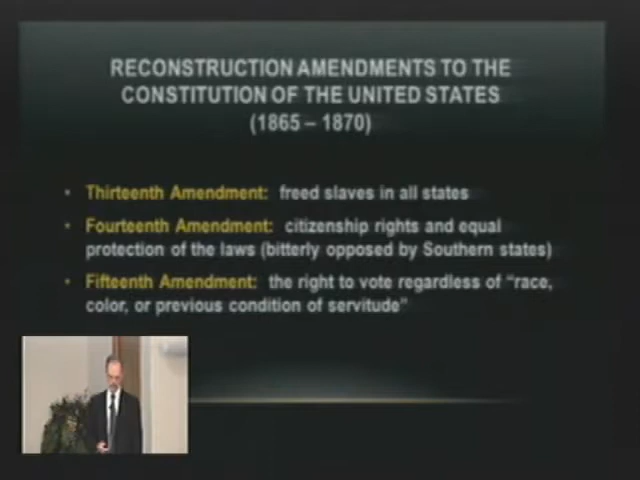 RECONSTRUCTION AMENDMENTS TO THE
CONSTITUTION OF THE UNITED STATES
(1865 – 1870)
• Thirteenth Amendment: freed slaves in all states
• Fourteenth Amendment: citizenship rights and equal
protection of the laws (bitterly opposed by Southern states)
• Fifteenth Amendment: the right to vote regardless of “race,
color, or previous condition of servitude”